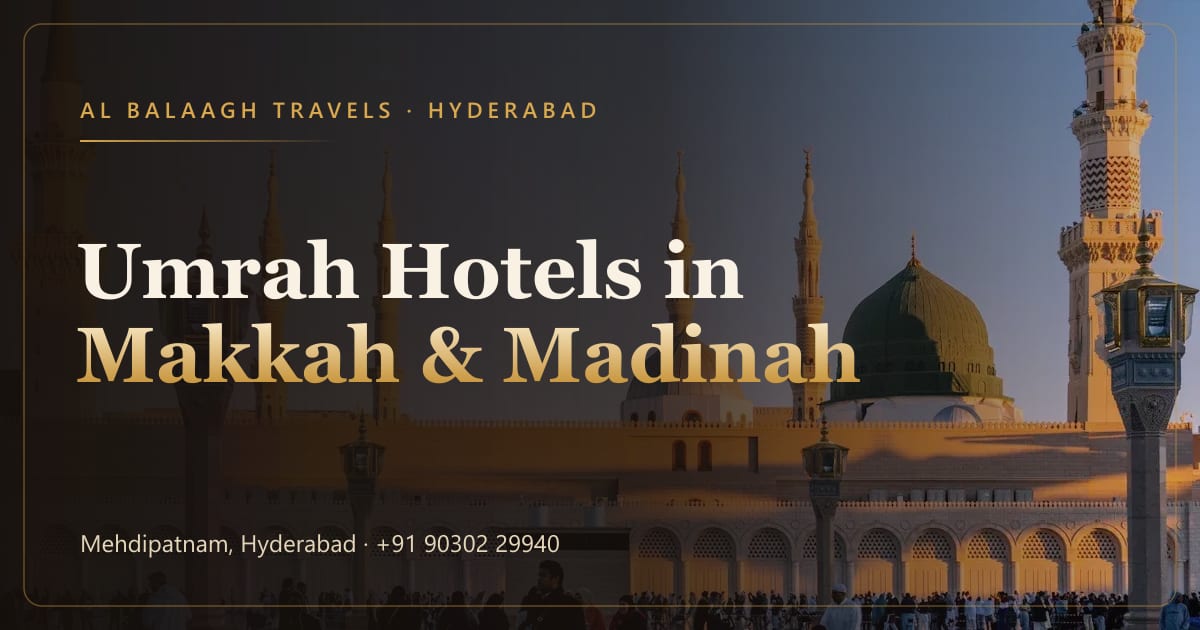 AL BALAAGH TRAVELS · HYDERABAD
Umrah Hotels in
Makkah & Madinah
Mehdipatnam, Hyderabad · +91 90302 29940